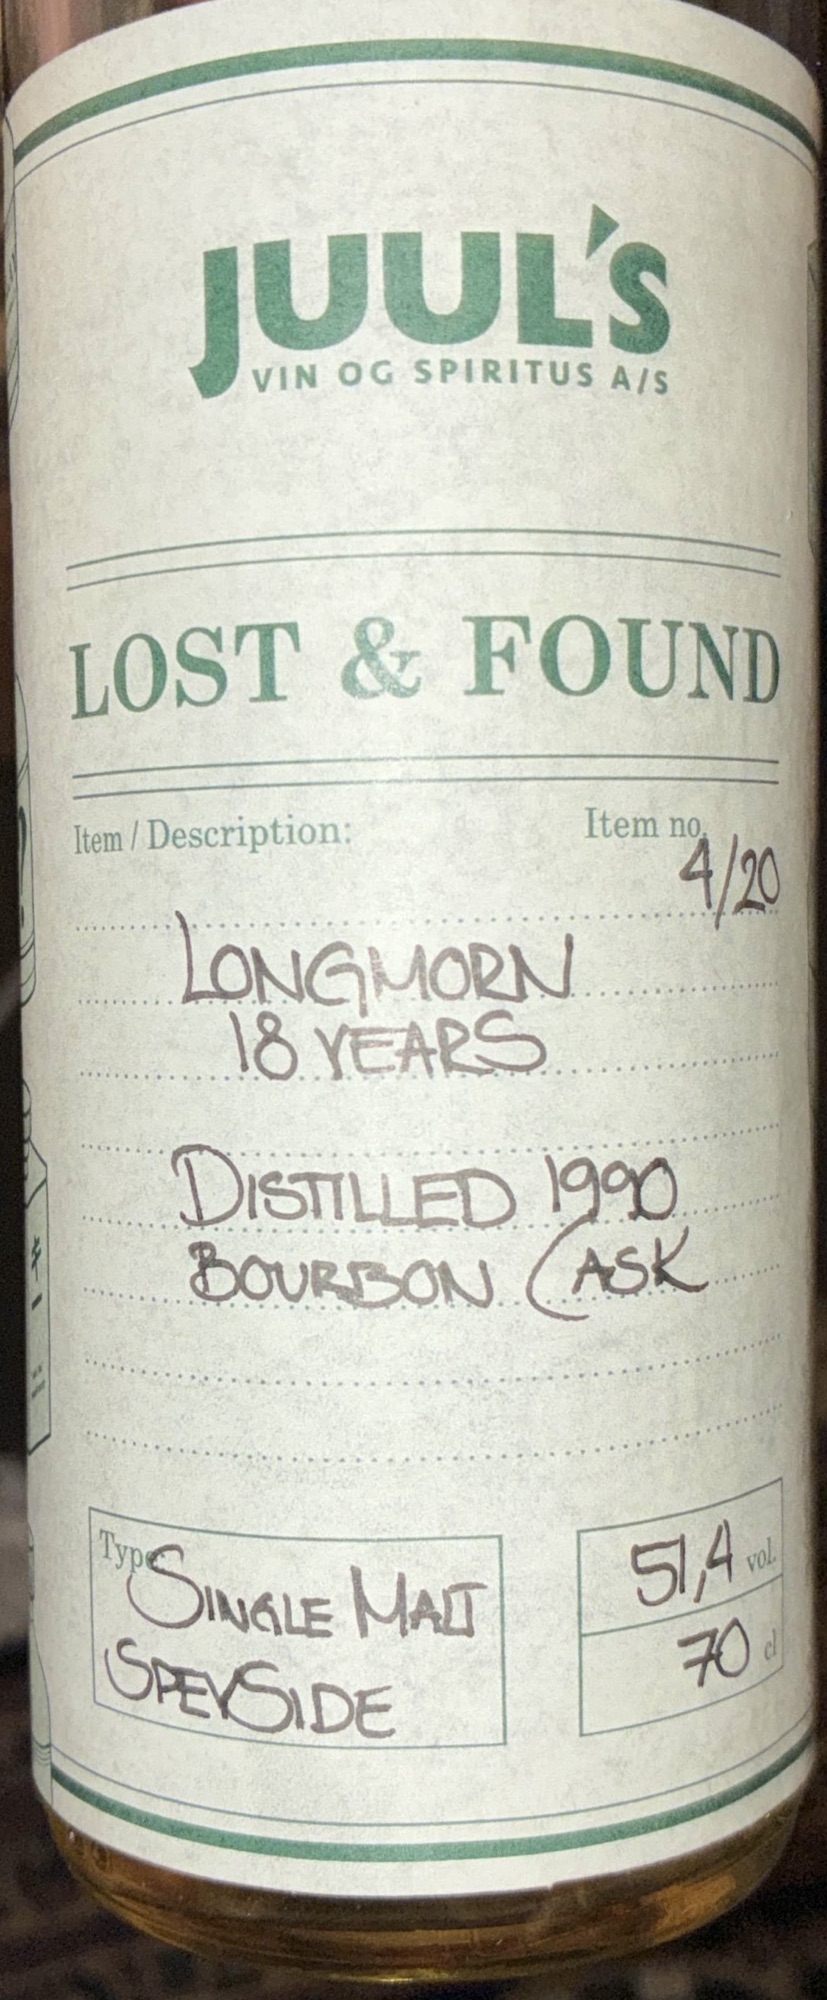 JUUL'S
VIN OG SPIRITUS A/S
LOST & FOUND
Item / Description:
Item no.
4/20
LONGMORN
18 YEARS
DISTILLED 1990
BOURBON CASK
Type:
SINGLE MALT
SPEYSIDE
51,4 vol.
70 cl